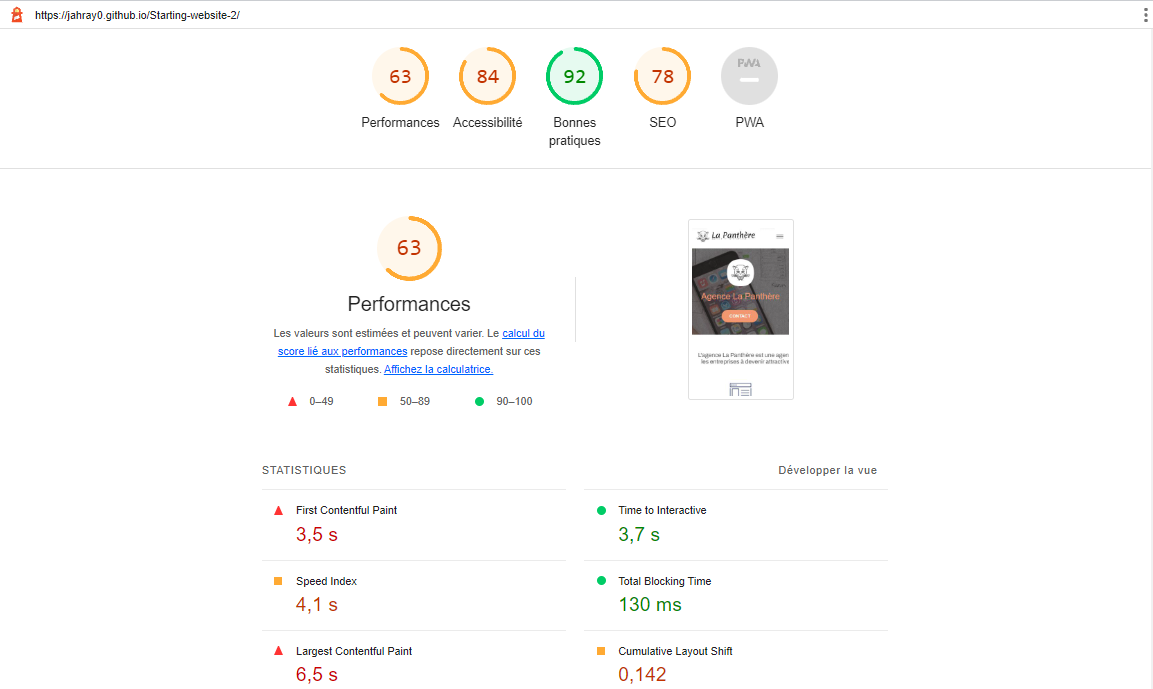 https://jahray0.github.io/Starting-website-2/
63
84
92
78
PWA
Performances
Accessibilité
Bonnes
pratiques
SEO
PWA
63
Performances
Les valeurs sont estimées et peuvent varier. Le calcul du
score lié aux performances repose directement sur ces
statistiques. Affichez la calculatrice.
0–49
50–89
90–100
La Panthère
Agence La Panthère
CONTACT
L'agence La Panthère est une agen
les entreprises à devenir attractive
STATISTIQUES
Développer la vue
First Contentful Paint
3,5 s
Time to Interactive
3,7 s
Speed Index
4,1 s
Total Blocking Time
130 ms
Largest Contentful Paint
6,5 s
Cumulative Layout Shift
0,142